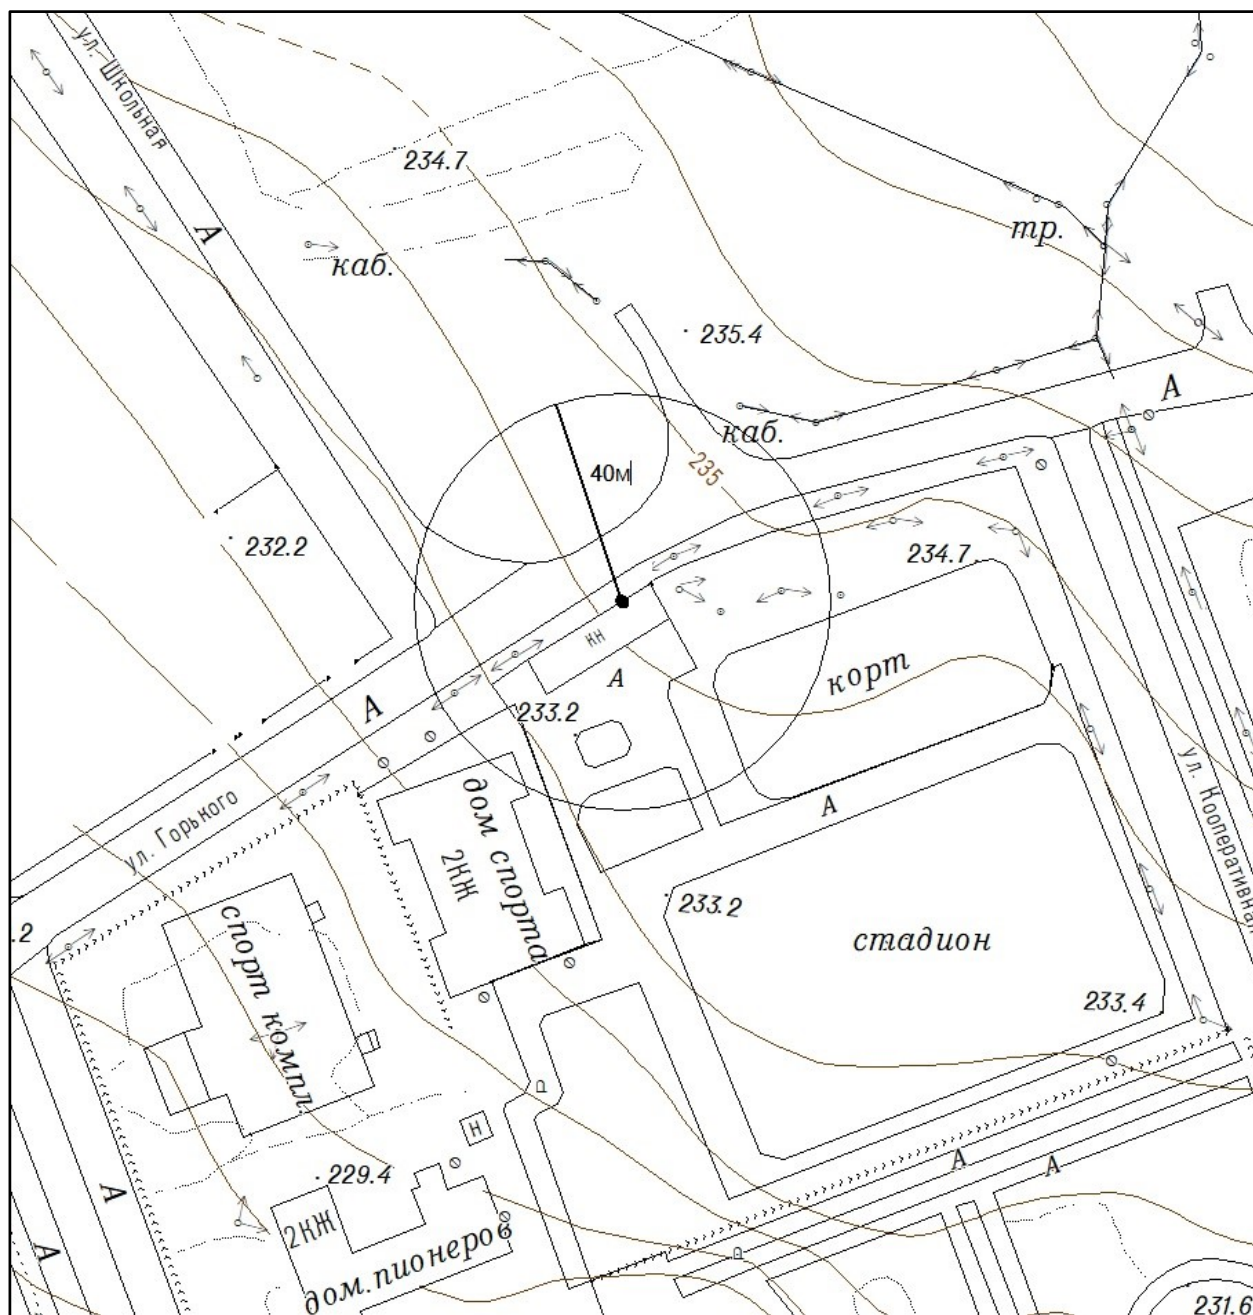 ул. Школьная
234.7
А
тр.
каб.
235.4
А
каб.
40м
235
232.2
234.7
кн
А
корт
А
233.2
ул. Кооперативная
ул. Горького
А
дом спорта
2КЖ
233.2
.2
спорт компл.
стадион
233.4
П
Н
А
А
229.4
А
2КЖ
дом.пионеров
А
П
231.6